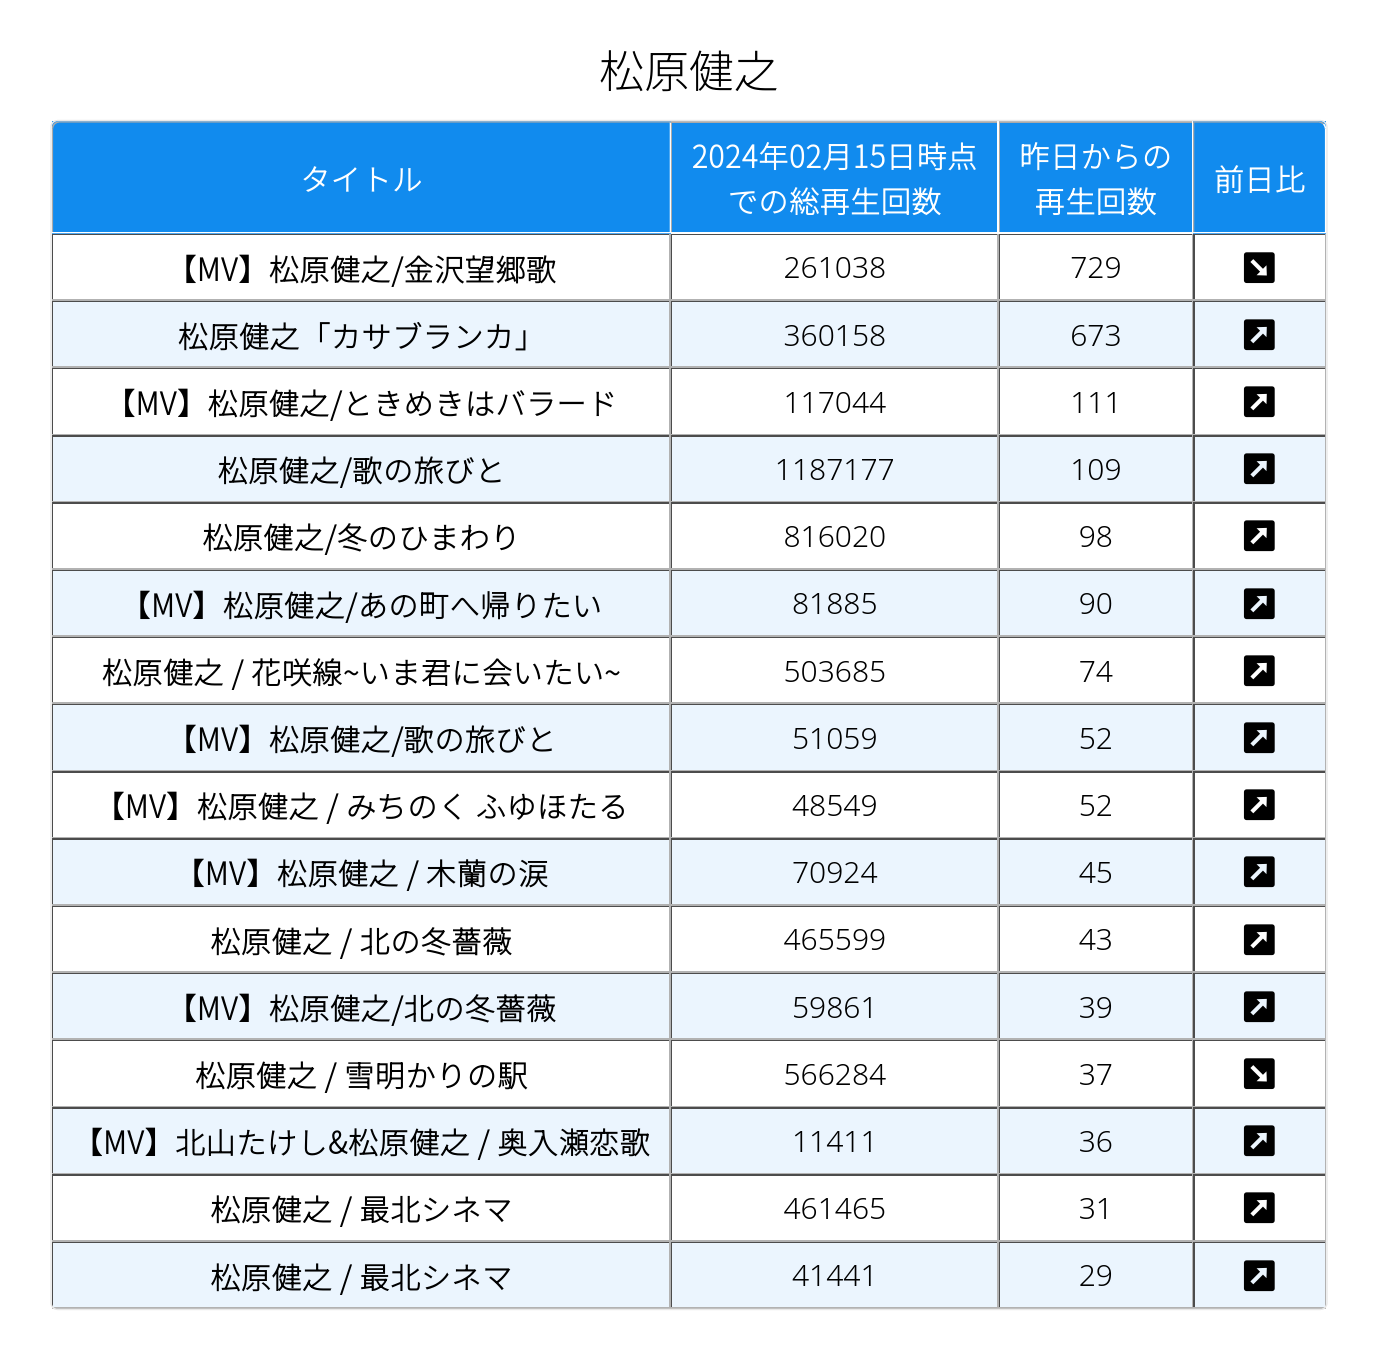 松原健之
タイトル 2024年02月15日時点での総再生回数 昨日からの再生回数 前日比
【MV】松原健之/金沢望郷歌 261038 729 ↘
松原健之「カサブランカ」 360158 673 ↗
【MV】松原健之/ときめきはバラード 117044 111 ↗
松原健之/歌の旅びと 1187177 109 ↗
松原健之/冬のひまわり 816020 98 ↗
【MV】松原健之/あの町へ帰りたい 81885 90 ↗
松原健之 / 花咲線~いま君に会いたい~ 503685 74 ↗
【MV】松原健之/歌の旅びと 51059 52 ↗
【MV】松原健之 / みちのく ふゆほたる 48549 52 ↗
【MV】松原健之 / 木蘭の涙 70924 45 ↗
松原健之 / 北の冬薔薇 465599 43 ↗
【MV】松原健之/北の冬薔薇 59861 39 ↗
松原健之 / 雪明かりの駅 566284 37 ↘
【MV】北山たけし&松原健之 / 奥入瀬恋歌 11411 36 ↗
松原健之 / 最北シネマ 461465 31 ↗
松原健之 / 最北シネマ 41441 29 ↗